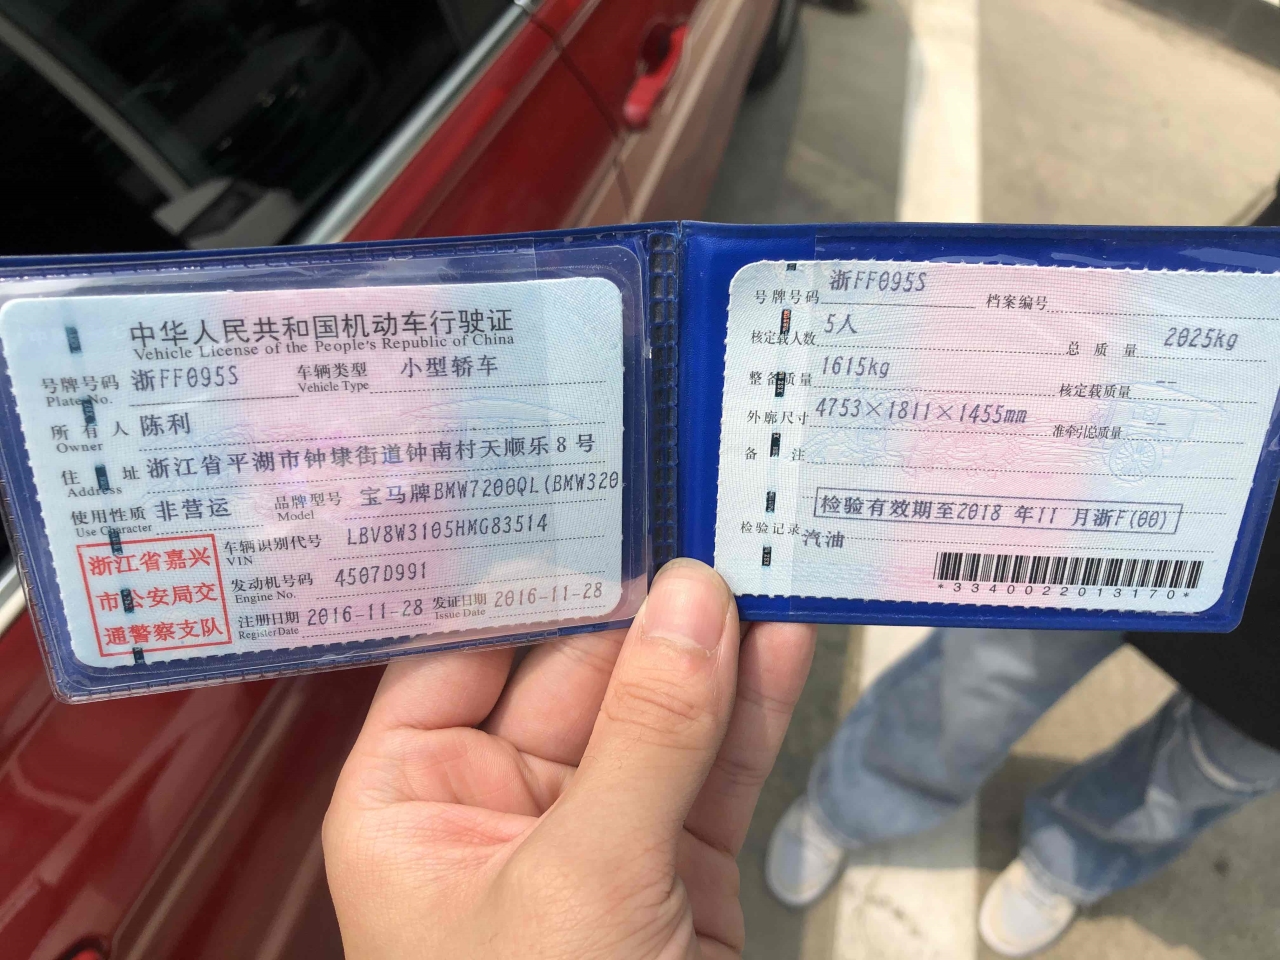 中华人民共和国机动车行驶证
Vehicle License of the People's Republic of China
号牌号码 浙FF095S 车辆类型 小型轿车
Plate No. Vehicle Type
所有人 陈利
Owner
住址 浙江省平湖市钟埭街道钟南村天顺乐8号
Address
使用性质 非营运 品牌型号 宝马牌BMW7200QL(BMW320
Use Character Model
浙江省嘉兴
市公安局交
通警察支队
车辆识别代号 LBV8W3105HMG83514
VIN
发动机号码 4507D991
Engine No.
注册日期 2016-11-28 发证日期 2016-11-28
Register Date Issue Date
号牌号码 浙FF095S 档案编号
核定载人数 5人 总质量 2025kg
整备质量 1615kg 核定载质量 --
外廓尺寸 4753×1811×1455mm 准牵引总质量 --
备注
检验有效期至2018 年11 月浙F(00)
检验记录 汽油
*3340022013170*